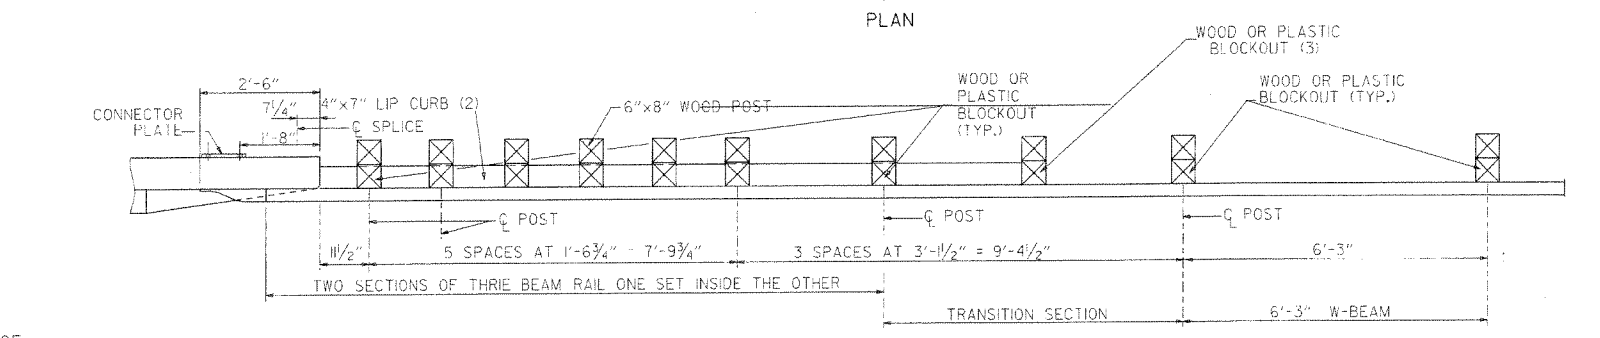 PLAN
WOOD OR PLASTIC
BLOCKOUT (3)
WOOD OR
PLASTIC
BLOCKOUT
(TYP.)
WOOD OR PLASTIC
BLOCKOUT (TYP.)
2'-6"
7 1/4"
4"x7" LIP CURB (2)
6"x8" WOOD POST
CONNECTOR
PLATE
℄ SPLICE
1'-8"
℄ POST
℄ POST
℄ POST
11 1/2"
5 SPACES AT 1'-6 3/4" - 7'-9 3/4"
3 SPACES AT 3'-1 1/2" = 9'-4 1/2"
6'-3"
TWO SECTIONS OF THRIE BEAM RAIL ONE SET INSIDE THE OTHER
TRANSITION SECTION
6'-3" W-BEAM